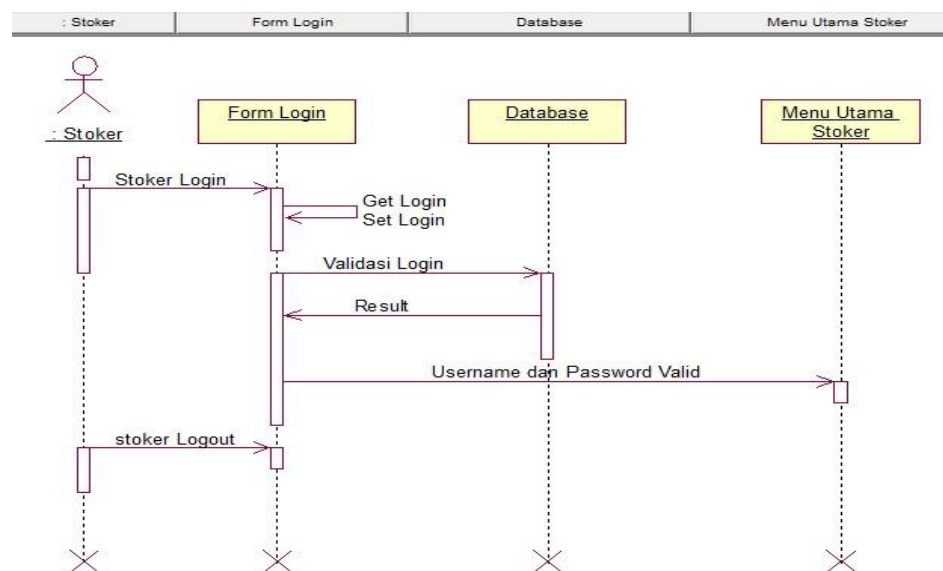 : Stoker
Form Login
Database
Menu Utama Stoker
: Stoker
Form Login
Database
Menu Utama
Stoker
Stoker Login
Get Login
Set Login
Validasi Login
Result
Username dan Password Valid
stoker Logout